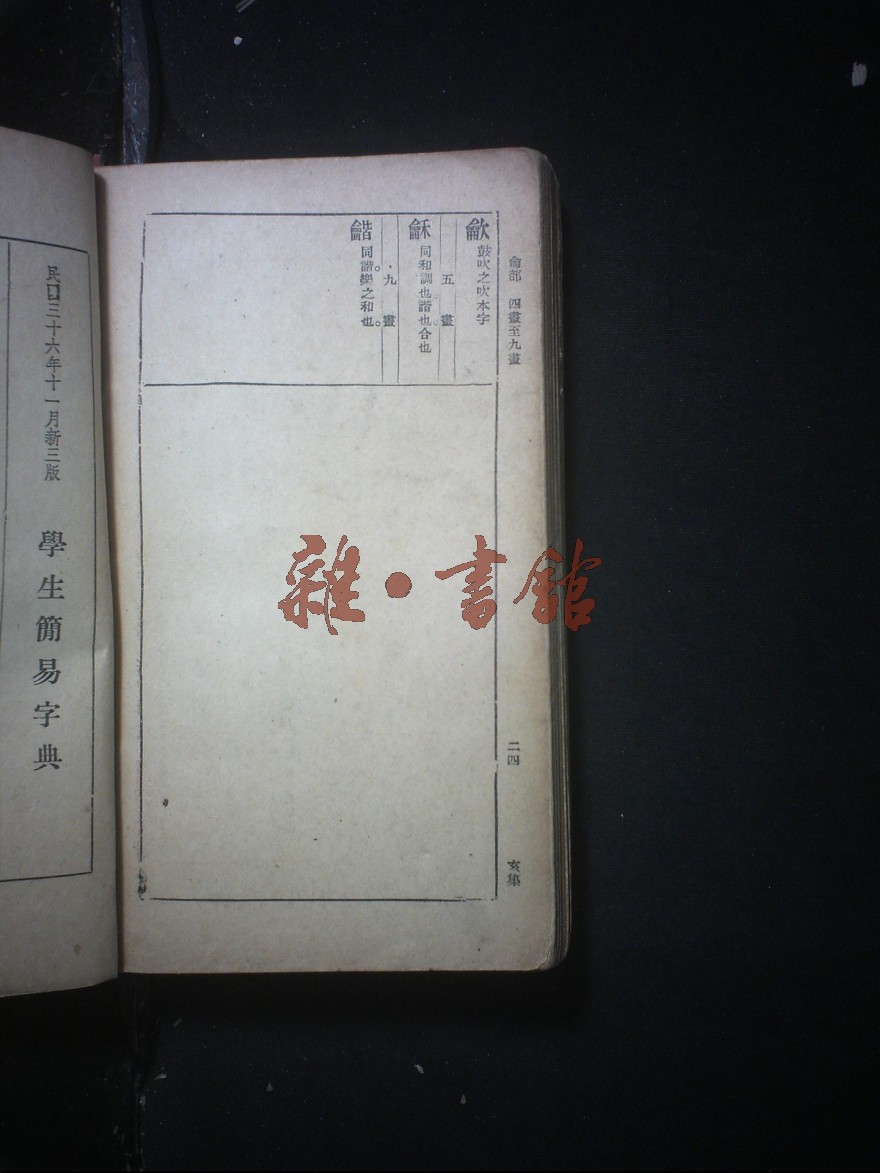 龠部 四畫至九畫
二四
亥集
龡 鼓吹之吹本字
五畫
龢 同和調也。諧也。合也
九畫
龤 同諧。樂之和也。
民國三十六年十一月新三版
學生簡易字典
雜·書館